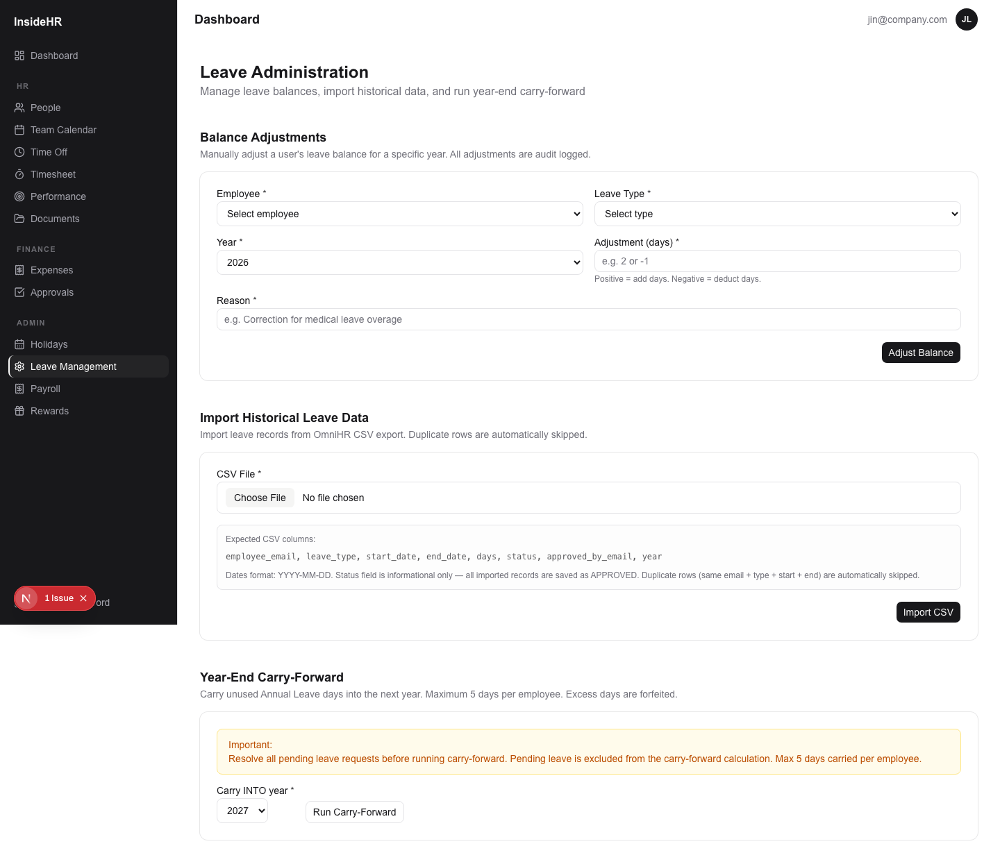 InsideHR
Dashboard
HR
People
Team Calendar
Time Off
Timesheet
Performance
Documents
FINANCE
Expenses
Approvals
ADMIN
Holidays
Leave Management
Payroll
Rewards
1 Issue
ord
Dashboard
jin@company.com
JL
Leave Administration
Manage leave balances, import historical data, and run year-end carry-forward
Balance Adjustments
Manually adjust a user's leave balance for a specific year. All adjustments are audit logged.
Employee *
Select employee
Leave Type *
Select type
Year *
2026
Adjustment (days) *
e.g. 2 or -1
Positive = add days. Negative = deduct days.
Reason *
e.g. Correction for medical leave overage
Adjust Balance
Import Historical Leave Data
Import leave records from OmniHR CSV export. Duplicate rows are automatically skipped.
CSV File *
Choose File No file chosen
Expected CSV columns:
employee_email, leave_type, start_date, end_date, days, status, approved_by_email, year
Dates format: YYYY-MM-DD. Status field is informational only — all imported records are saved as APPROVED. Duplicate rows (same email + type + start + end) are automatically skipped.
Import CSV
Year-End Carry-Forward
Carry unused Annual Leave days into the next year. Maximum 5 days per employee. Excess days are forfeited.
Important:
Resolve all pending leave requests before running carry-forward. Pending leave is excluded from the carry-forward calculation. Max 5 days carried per employee.
Carry INTO year *
2027
Run Carry-Forward